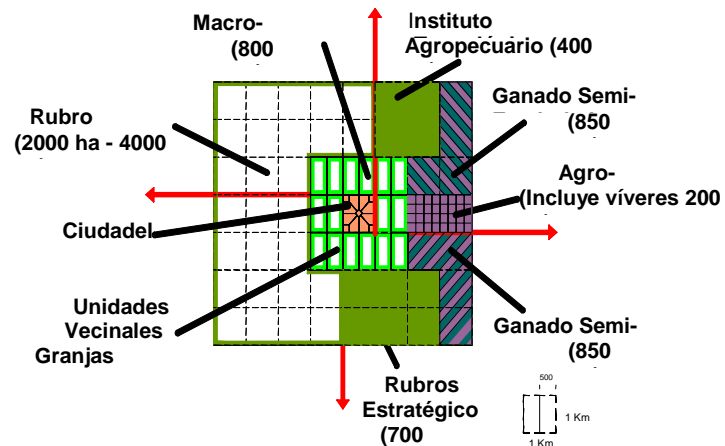 Macro-
(800
Instituto
Agropecuário (400
Rubro
(2000 ha - 4000
Ganado Semi-
(850
Agro-
(Incluye víveres 200
Ciudadel
Unidades
Vecinales
Granjas
Ganado Semi-
(850
Rubros
Estratégico
(700
500
1 Km
1 Km